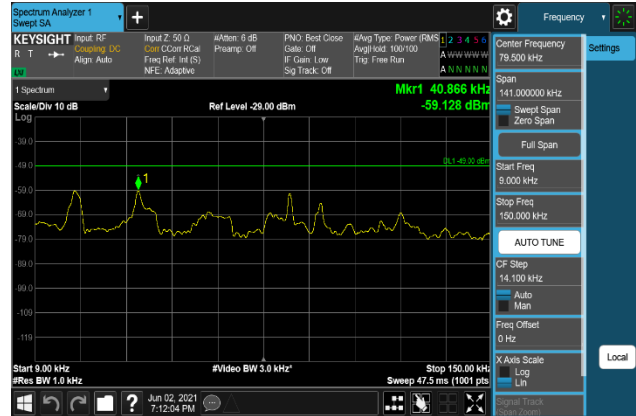 Spectrum Analyzer 1
Swept SA
Frequency
KEYSIGHT
Input: RF
Input Z: 50 Ω
#Atten: 6 dB
PNO: Best Close
#Avg Type: Power (RMS
1 2 3 4 5 6
R T
Coupling: DC
Corr CCorr RCal
Preamp: Off
Gate: Off
Avg|Hold: 100/100
A WW WW W
Align: Auto
Freq Ref: Int (S)
IF Gain: Low
Trig: Free Run
NFE: Adaptive
Sig Track: Off
A N N N N N
LXI
1 Spectrum
Mkr1 40.866 kHz
Scale/Div 10 dB
Ref Level -29.00 dBm
-59.128 dBm
Log
-39.0
-49.0
DL1 -49.00 dBm
1
-59.0
-69.0
-79.0
-89.0
-99.0
-109
-119
Start 9.00 kHz
#Video BW 3.0 kHz*
Stop 150.00 kHz
#Res BW 1.0 kHz
Sweep 47.5 ms (1001 pts
Jun 02, 2021
7:12:04 PM
Center Frequency
79.500 kHz
Settings
Span
141.000000 kHz
Swept Span
Zero Span
Full Span
Start Freq
9.000 kHz
Stop Freq
150.000 kHz
AUTO TUNE
CF Step
14.100 kHz
Auto
Man
Freq Offset
0 Hz
X Axis Scale
Log
Lin
Local
Signal Track
(Span Zoom)